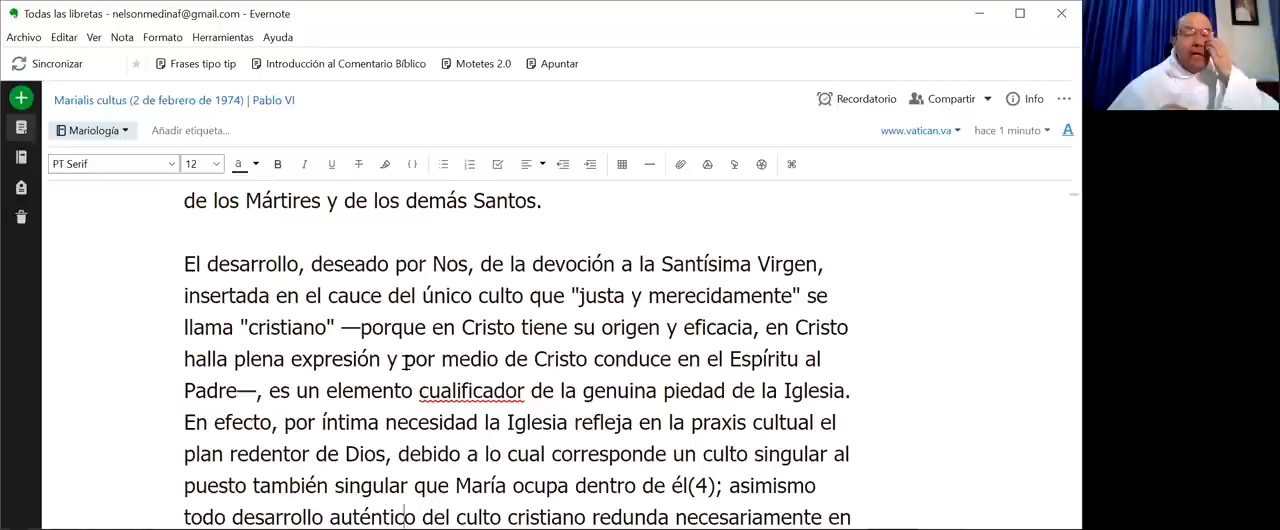 Todas las libretas - nelsonmedinaf@gmail.com - Evernote
Archivo Editar Ver Nota Formato Herramientas Ayuda
Sincronizar Frases tipo tip Introducción al Comentario Bíblico Motetes 2.0 Apuntar
Marialis cultus (2 de febrero de 1974) | Pablo VI Recordatorio Compartir Info
Mariología Añadir etiqueta... www.vatican.va hace 1 minuto
PT Serif 12
de los Mártires y de los demás Santos.
El desarrollo, deseado por Nos, de la devoción a la Santísima Virgen,
insertada en el cauce del único culto que "justa y merecidamente" se
llama "cristiano" —porque en Cristo tiene su origen y eficacia, en Cristo
halla plena expresión y por medio de Cristo conduce en el Espíritu al
Padre—, es un elemento cualificador de la genuina piedad de la Iglesia.
En efecto, por íntima necesidad la Iglesia refleja en la praxis cultual el
plan redentor de Dios, debido a lo cual corresponde un culto singular al
puesto también singular que María ocupa dentro de él(4); asimismo
todo desarrollo auténtico del culto cristiano redunda necesariamente en